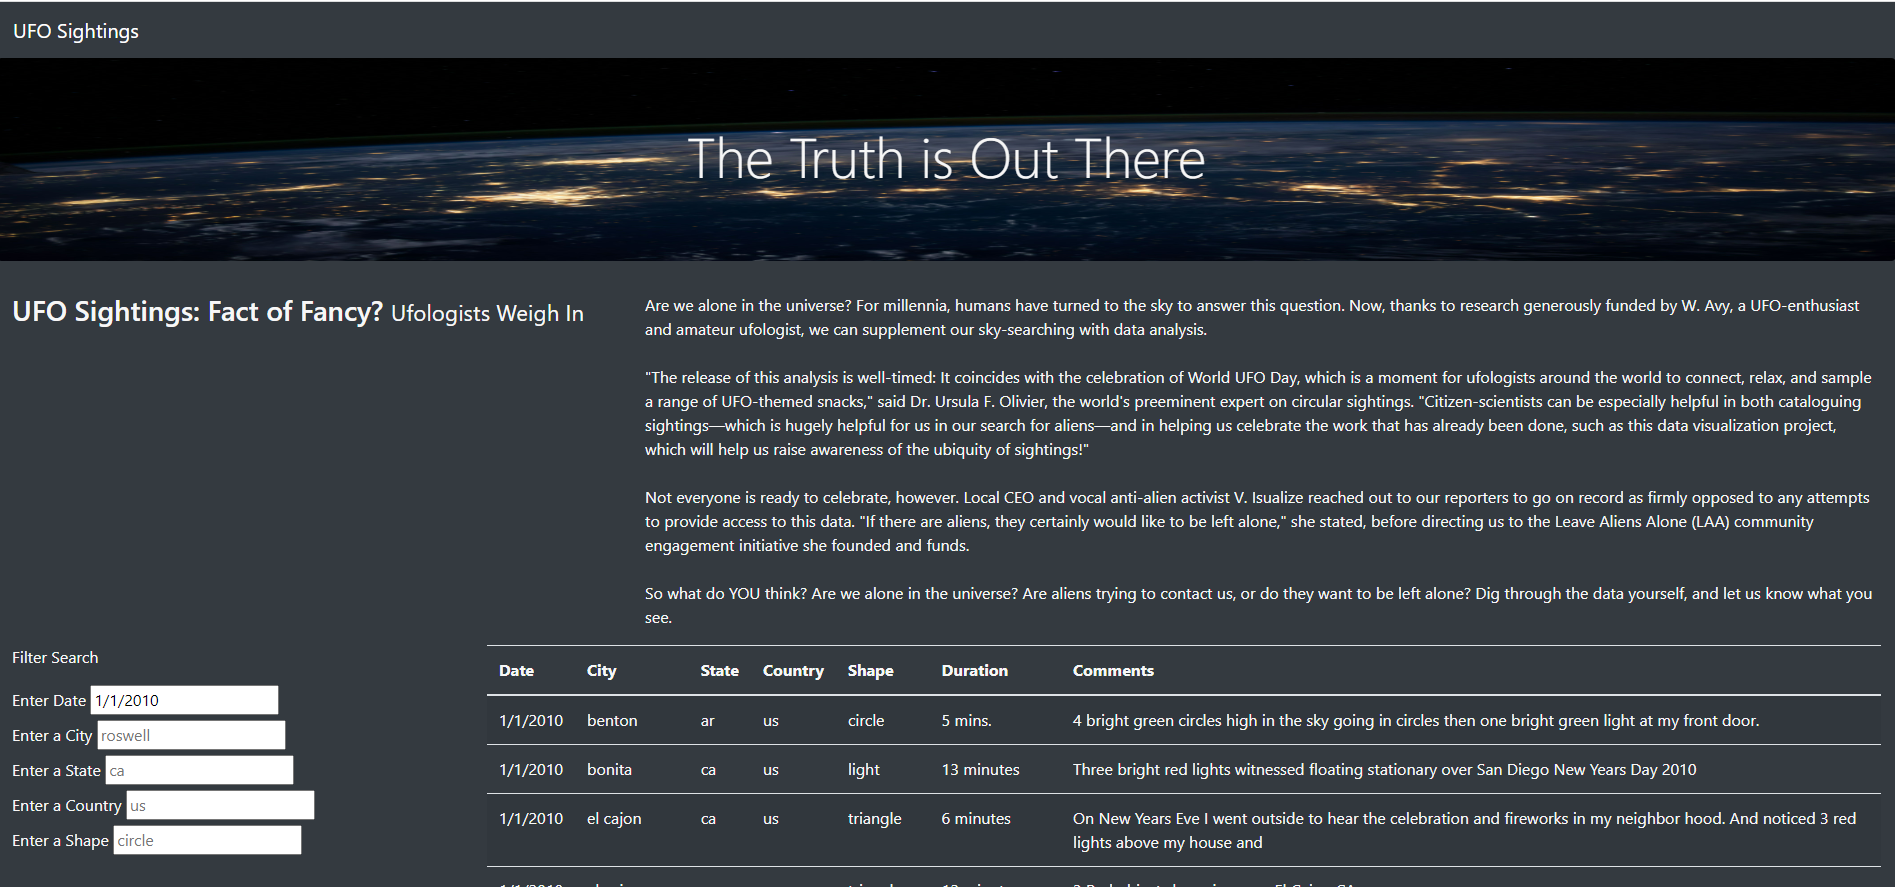 UFO Sightings
The Truth is Out There
UFO Sightings: Fact of Fancy? Ufologists Weigh In
Are we alone in the universe? For millennia, humans have turned to the sky to answer this question. Now, thanks to research generously funded by W. Avy, a UFO-enthusiast
and amateur ufologist, we can supplement our sky-searching with data analysis.
"The release of this analysis is well-timed: It coincides with the celebration of World UFO Day, which is a moment for ufologists around the world to connect, relax, and sample
a range of UFO-themed snacks," said Dr. Ursula F. Olivier, the world's preeminent expert on circular sightings. "Citizen-scientists can be especially helpful in both cataloguing
sightings—which is hugely helpful for us in our search for aliens—and in helping us celebrate the work that has already been done, such as this data visualization project,
which will help us raise awareness of the ubiquity of sightings!"
Not everyone is ready to celebrate, however. Local CEO and vocal anti-alien activist V. Isualize reached out to our reporters to go on record as firmly opposed to any attempts
to provide access to this data. "If there are aliens, they certainly would like to be left alone," she stated, before directing us to the Leave Aliens Alone (LAA) community
engagement initiative she founded and funds.
So what do YOU think? Are we alone in the universe? Are aliens trying to contact us, or do they want to be left alone? Dig through the data yourself, and let us know what you
see.
Filter Search
Enter Date 1/1/2010
Enter a City roswell
Enter a State ca
Enter a Country us
Enter a Shape circle
Date City State Country Shape Duration Comments
1/1/2010 benton ar us circle 5 mins. 4 bright green circles high in the sky going in circles then one bright green light at my front door.
1/1/2010 bonita ca us light 13 minutes Three bright red lights witnessed floating stationary over San Diego New Years Day 2010
1/1/2010 el cajon ca us triangle 6 minutes On New Years Eve I went outside to hear the celebration and fireworks in my neighbor hood. And noticed 3 red
lights above my house and